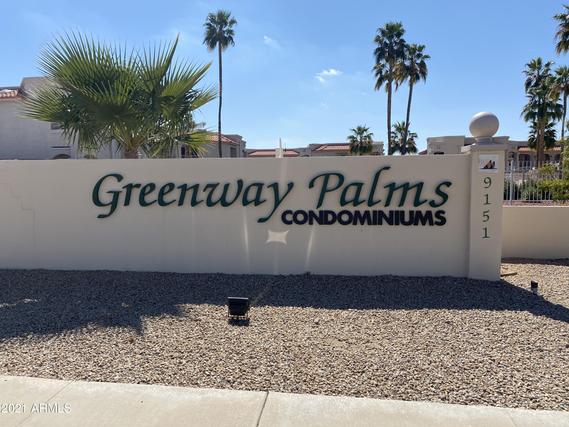 Greenway Palms
CONDOMINIUMS
9151
2021 ARMLS